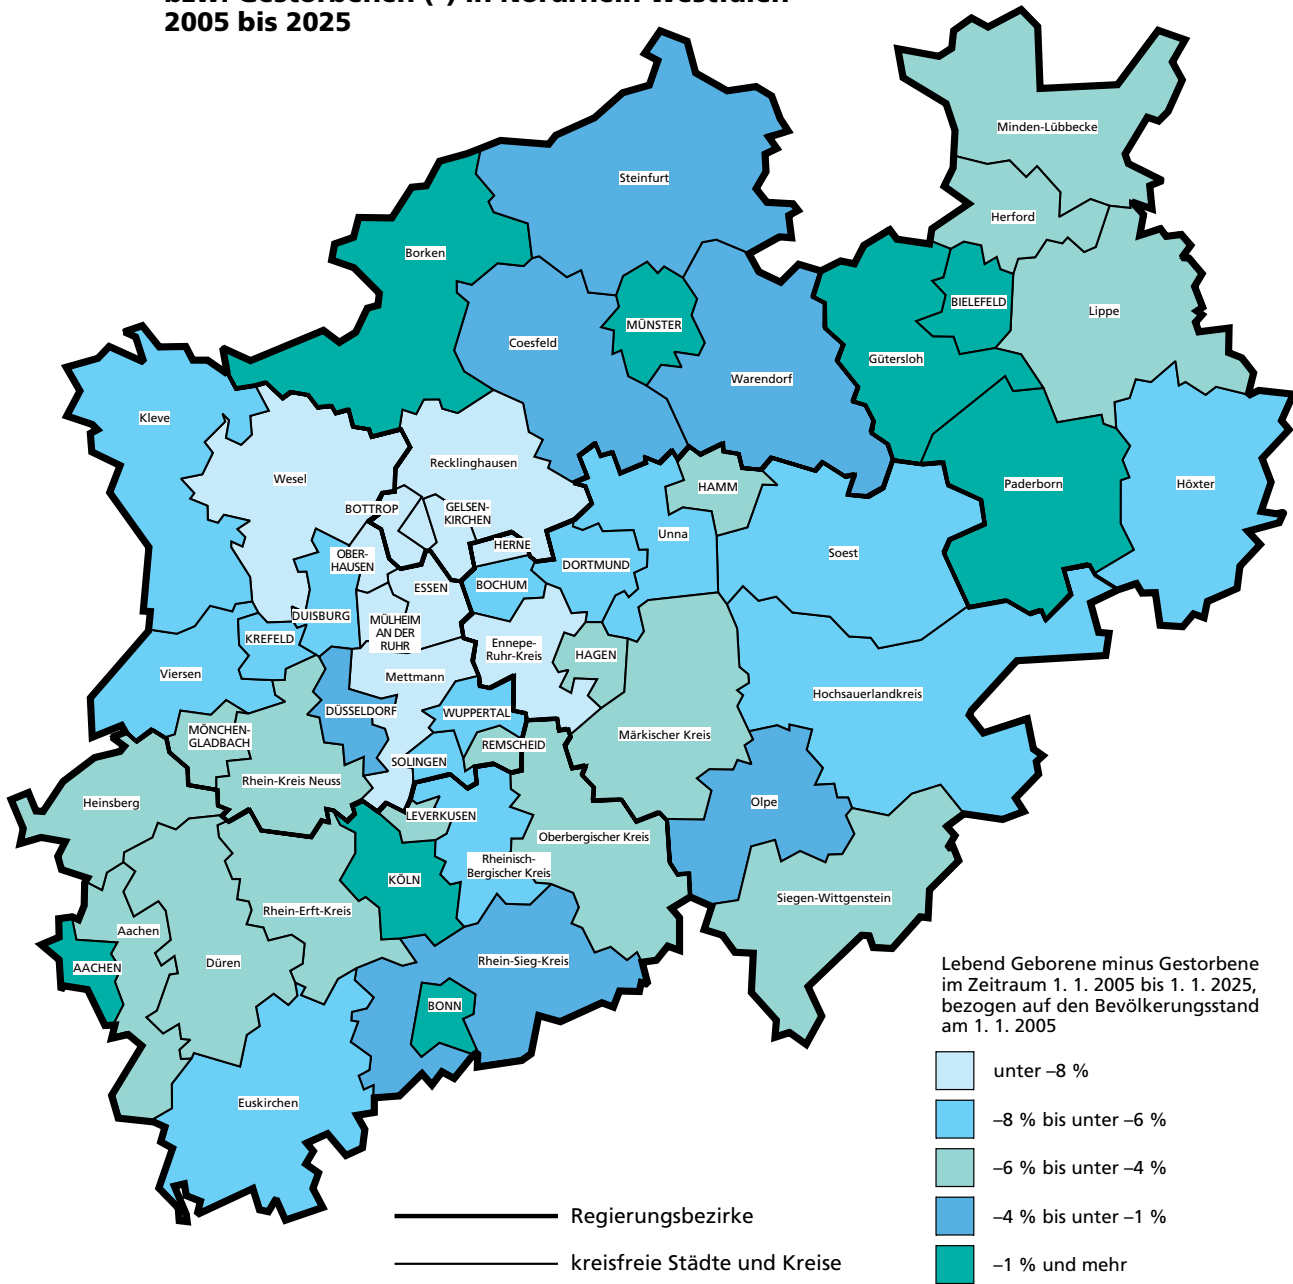 2005 bis 2025
Minden-Lübbecke
Steinfurt
Herford
Borken
BIELEFELD
Lippe
MÜNSTER
Coesfeld
Gütersloh
Warendorf
Kleve
Recklinghausen
Wesel
HAMM
Paderborn
Höxter
BOTTROP
GELSEN-
KIRCHEN
Unna
HERNE
Soest
OBER-
HAUSEN
DORTMUND
ESSEN
BOCHUM
DUISBURG
MÜLHEIM
AN DER
RUHR
KREFELD
Ennepe-
Ruhr-Kreis
HAGEN
Viersen
Mettmann
Hochsauerlandkreis
DÜSSELDORF
WUPPERTAL
MÖNCHEN-
GLADBACH
Märkischer Kreis
REMSCHEID
SOLINGEN
Rhein-Kreis Neuss
Heinsberg
Olpe
LEVERKUSEN
Oberbergischer Kreis
Rheinisch-
Bergischer Kreis
KÖLN
Siegen-Wittgenstein
Rhein-Erft-Kreis
Aachen
Düren
Rhein-Sieg-Kreis
AACHEN
BONN
Euskirchen
Lebend Geborene minus Gestorbene
im Zeitraum 1. 1. 2005 bis 1. 1. 2025,
bezogen auf den Bevölkerungsstand
am 1. 1. 2005
unter –8 %
–8 % bis unter –6 %
–6 % bis unter –4 %
–4 % bis unter –1 %
–1 % und mehr
Regierungsbezirke
kreisfreie Städte und Kreise